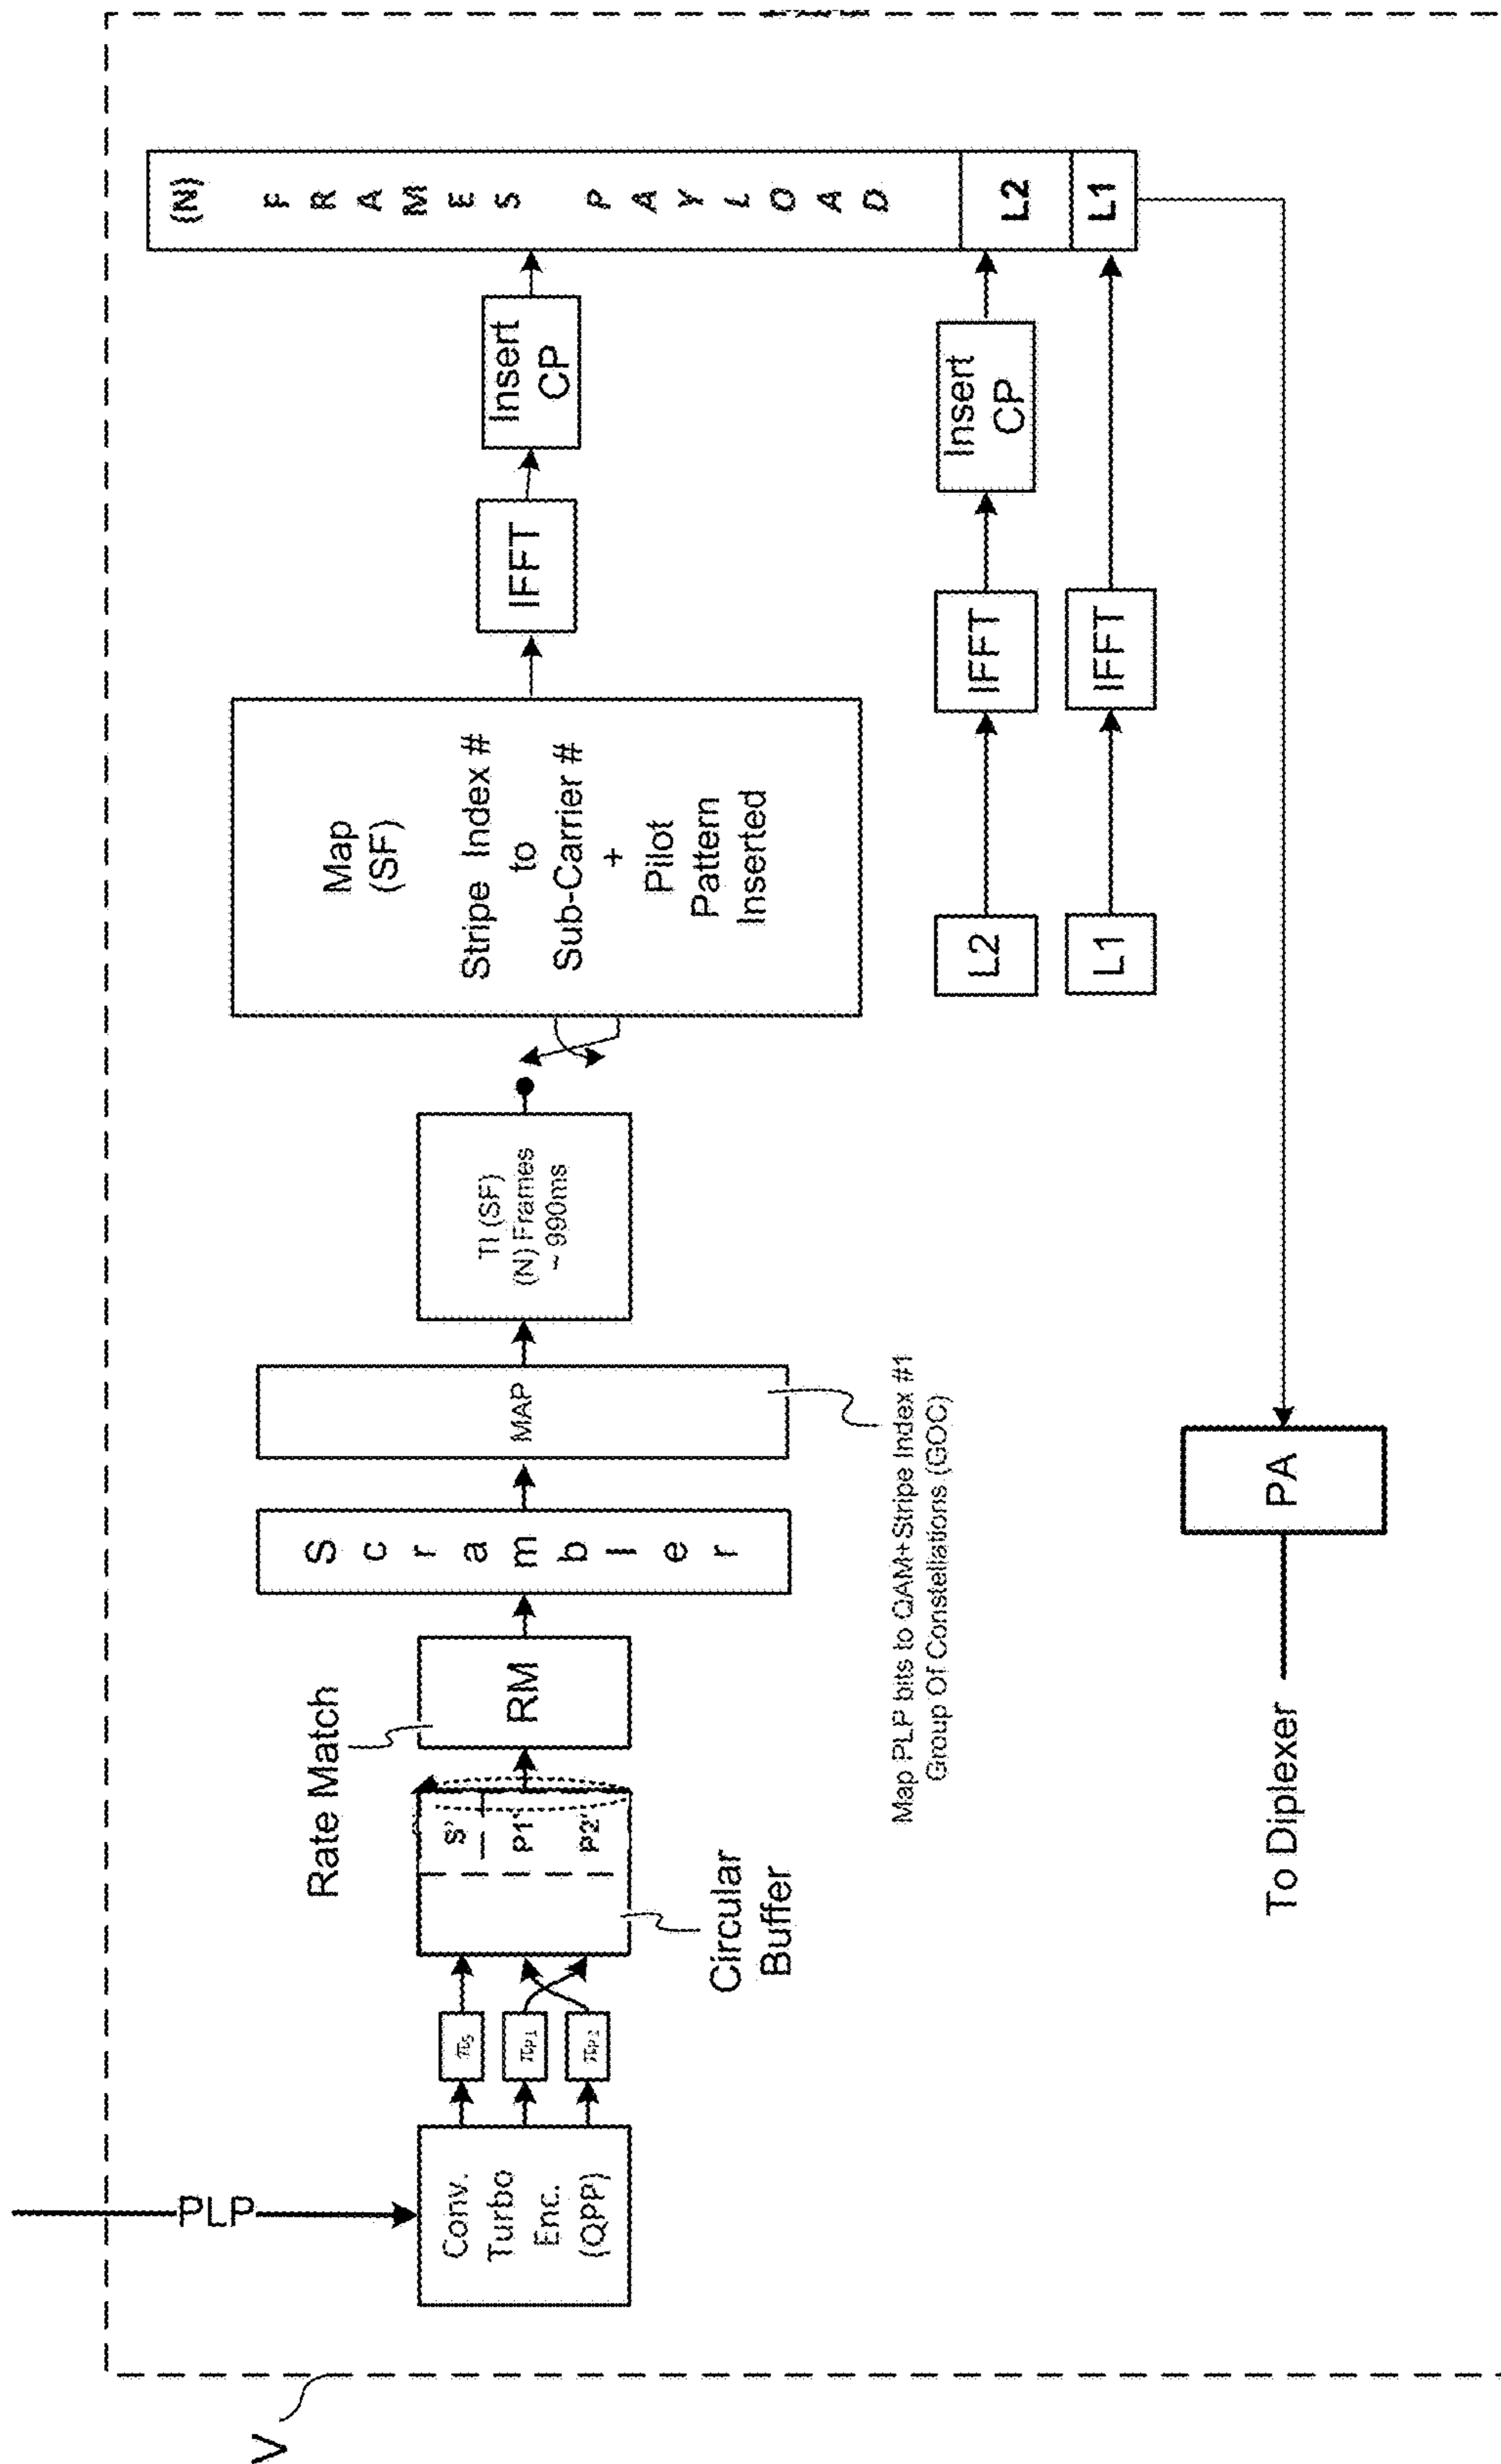 V
PLP
Conv.
Turbo
Enc.
(QPP)
πS
πP1
πP2
S'
P1'
P2'
Circular
Buffer
Rate Match
RM
Scrambler
MAP
Map PLP bits to QAM+Stripe Index #1
Group Of Constellations (GOC)
TI (SF)
(N) Frames
~ 990ms
Map
(SF)
Stripe Index #
to
Sub-Carrier #
+
Pilot
Pattern
Inserted
IFFT
Insert
CP
(N) FRAMES PAYLOAD
L2
L1
L2
IFFT
Insert
CP
L1
IFFT
PA
To Diplexer